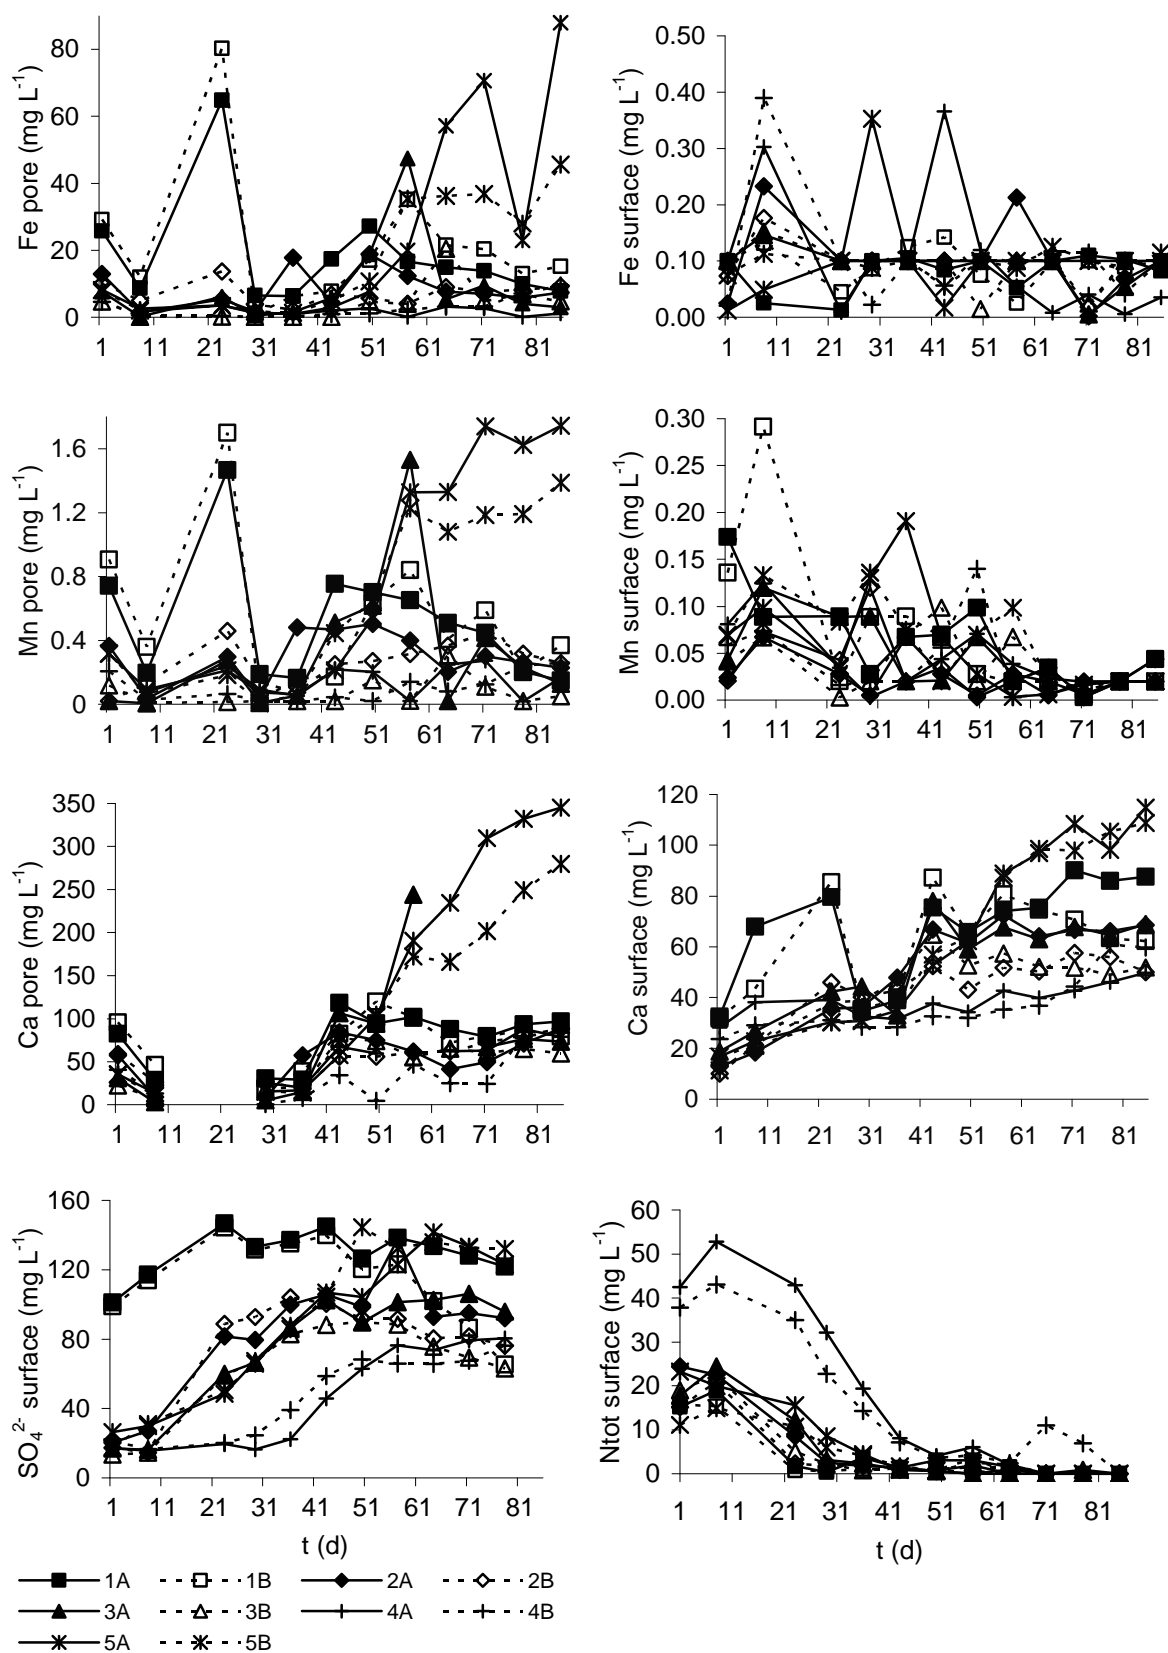 Fe pore (mg L⁻¹)
80
60
40
20
0
1 11 21 31 41 51 61 71 81
Fe surface (mg L⁻¹)
0.50
0.40
0.30
0.20
0.10
0.00
1 11 21 31 41 51 61 71 81
Mn pore (mg L⁻¹)
1.6
1.2
0.8
0.4
0
1 11 21 31 41 51 61 71 81
Mn surface (mg L⁻¹)
0.30
0.25
0.20
0.15
0.10
0.05
0.00
1 11 21 31 41 51 61 71 81
Ca pore (mg L⁻¹)
350
300
250
200
150
100
50
0
1 11 21 31 41 51 61 71 81
Ca surface (mg L⁻¹)
120
100
80
60
40
20
0
1 11 21 31 41 51 61 71 81
SO₄²⁻ surface (mg L⁻¹)
160
120
80
40
0
1 11 21 31 41 51 61 71 81
t (d)
Ntot surface (mg L⁻¹)
60
50
40
30
20
10
0
1 11 21 31 41 51 61 71 81
t (d)
1A 1B 2A 2B
3A 3B 4A 4B
5A 5B